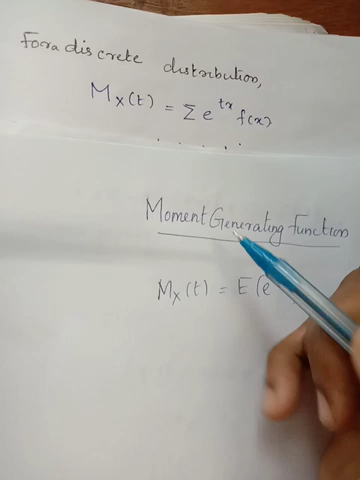 For a discrete distribution,
Mx(t) = Σ e^tx f(x)
Moment Generating Function
Mx(t) = E(e